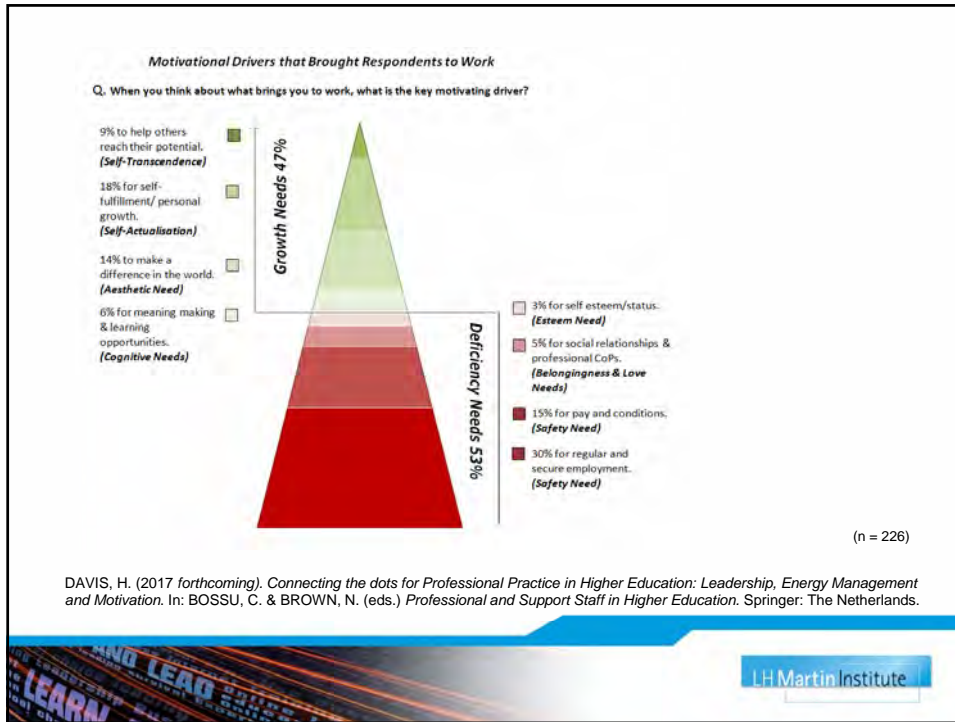 Motivational Drivers that Brought Respondents to Work
Q. When you think about what brings you to work, what is the key motivating driver?
9% to help others
reach their potential.
(Self-Transcendence)
18% for self-
fulfillment/ personal
growth.
(Self-Actualisation)
14% to make a
difference in the world.
(Aesthetic Need)
6% for meaning making
& learning
opportunities.
(Cognitive Needs)
Growth Needs 47%
Deficiency Needs 53%
3% for self esteem/status.
(Esteem Need)
5% for social relationships &
professional CoPs.
(Belongingness & Love
Needs)
15% for pay and conditions.
(Safety Need)
30% for regular and
secure employment.
(Safety Need)
(n = 226)
DAVIS, H. (2017 forthcoming). Connecting the dots for Professional Practice in Higher Education: Leadership, Energy Management
and Motivation. In: BOSSU, C. & BROWN, N. (eds.) Professional and Support Staff in Higher Education. Springer: The Netherlands.
AND LEAD online
LEARN
LH Martin Institute